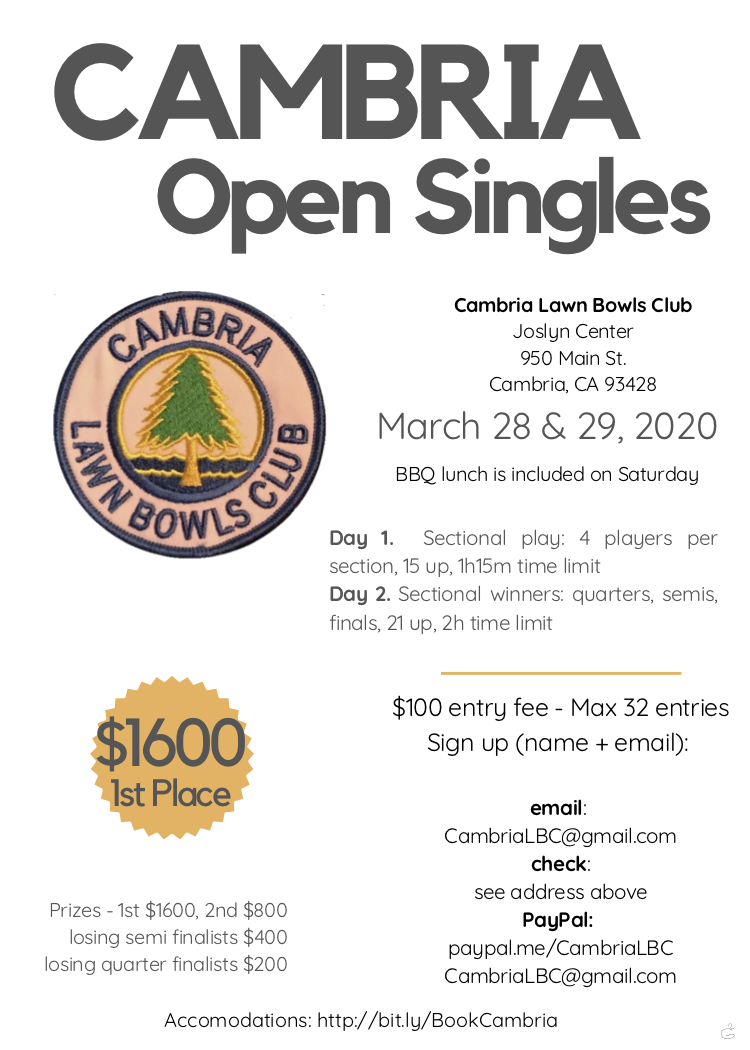 CAMBRIA
Open Singles
CAMBRIA
LAWN BOWLS CLUB
Cambria Lawn Bowls Club
Joslyn Center
950 Main St.
Cambria, CA 93428
March 28 & 29, 2020
BBQ lunch is included on Saturday
Day 1. Sectional play: 4 players per
section, 15 up, 1h15m time limit
Day 2. Sectional winners: quarters, semis,
finals, 21 up, 2h time limit
$1600
1st Place
$100 entry fee - Max 32 entries
Sign up (name + email):
email:
CambriaLBC@gmail.com
check:
see address above
PayPal:
paypal.me/CambriaLBC
CambriaLBC@gmail.com
Prizes - 1st $1600, 2nd $800
losing semi finalists $400
losing quarter finalists $200
Accomodations: http://bit.ly/BookCambria